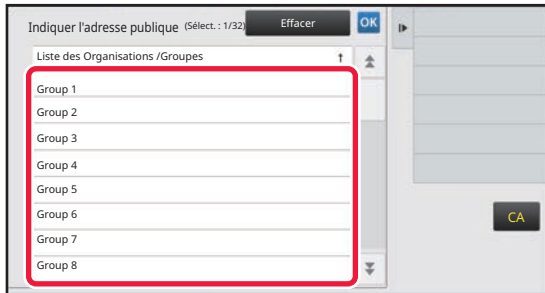 Indiquer l'adresse publique (Sélect. : 1/32) Effacer OK
Liste des Organisations /Groupes ↑
Group 1
Group 2
Group 3
Group 4
Group 5
Group 6
CA
Group 7
Group 8